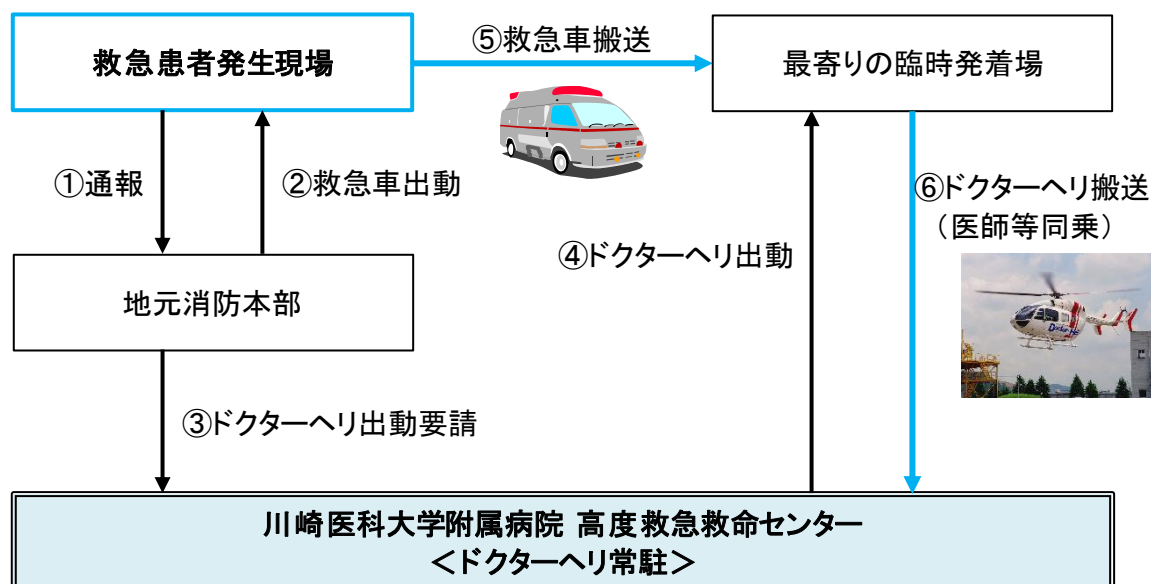 救急患者発生現場
⑤救急車搬送
最寄りの臨時発着場
①通報
②救急車出動
⑥ドクターヘリ搬送
(医師等同乗)
④ドクターヘリ出動
地元消防本部
③ドクターヘリ出動要請
川崎医科大学附属病院 高度救急救命センター
<ドクターヘリ常駐>